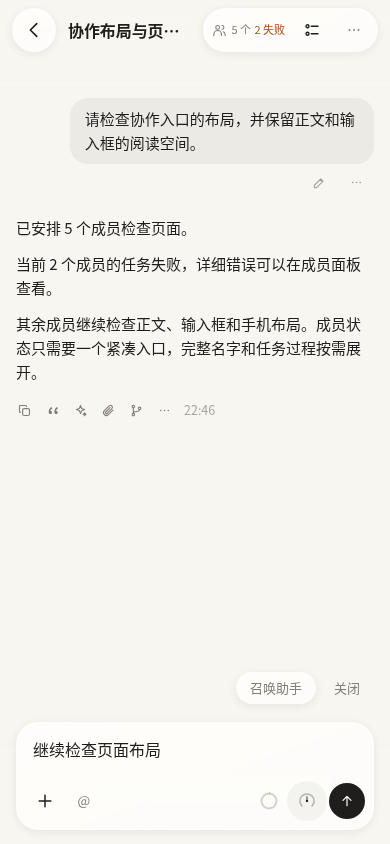 协作布局与页… 5 个 2 失败
请检查协作入口的布局，并保留正文和输
入框的阅读空间。
已安排 5 个成员检查页面。
当前 2 个成员的任务失败，详细错误可以在成员面板
查看。
其余成员继续检查正文、输入框和手机布局。成员状
态只需要一个紧凑入口，完整名字和任务过程按需展
开。
22:46
召唤助手 关闭
继续检查页面布局
@